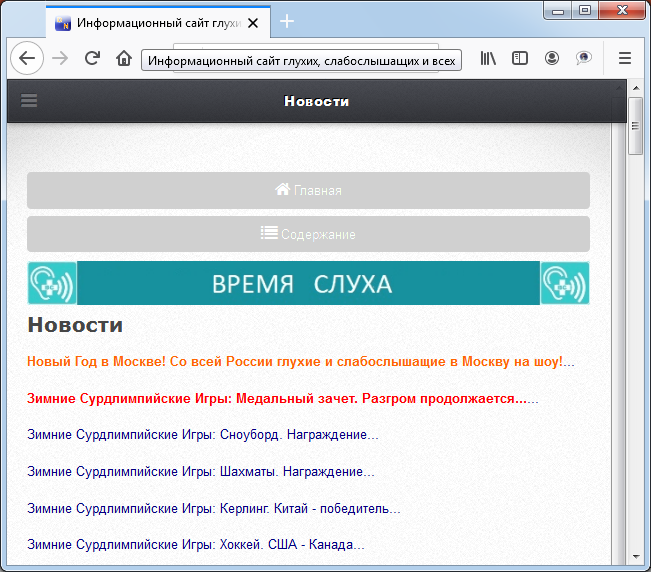 Информационный сайт глухих
Информационный сайт глухих, слабослышащих и всех
Новости
Главная
Содержание
ВРЕМЯ СЛУХА
Новости
Новый Год в Москве! Со всей России глухие и слабослышащие в Москву на шоу!...
Зимние Сурдлимпийские Игры: Медальный зачет. Разгром продолжается......
Зимние Сурдлимпийские Игры: Сноуборд. Награждение...
Зимние Сурдлимпийские Игры: Шахматы. Награждение...
Зимние Сурдлимпийские Игры: Керлинг. Китай - победитель...
Зимние Сурдлимпийские Игры: Хоккей. США - Канада...